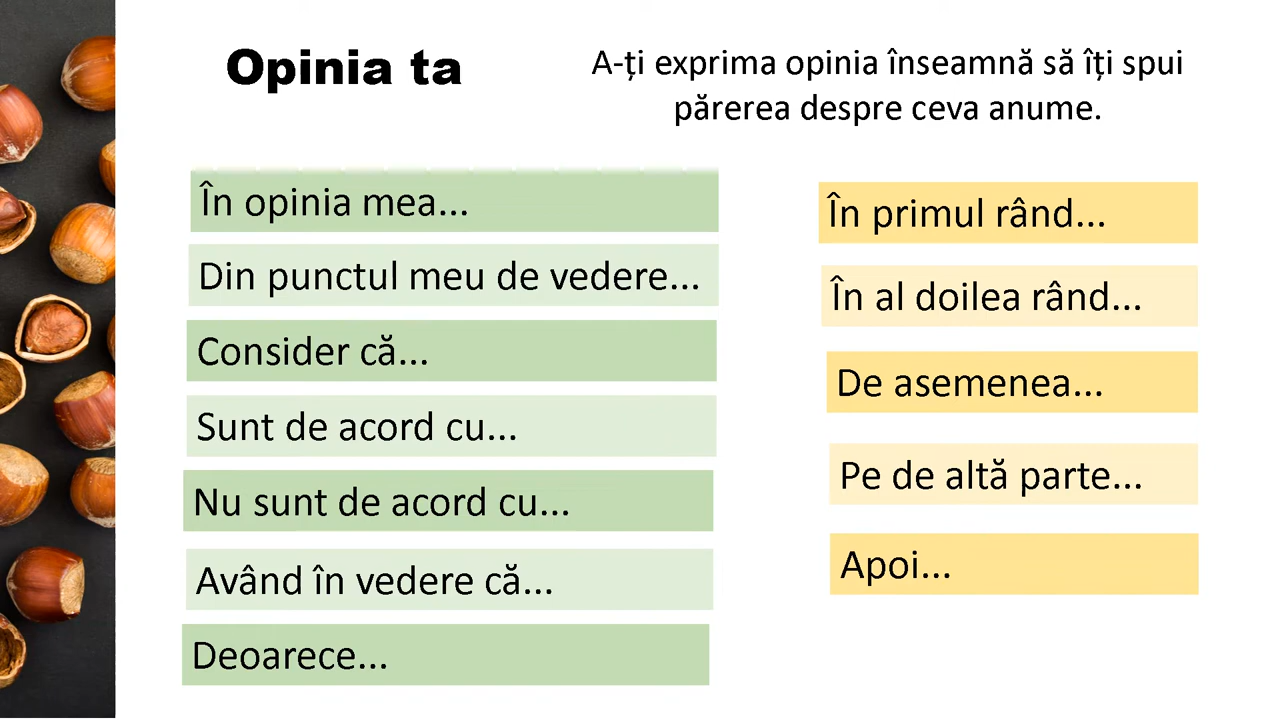 Opinia ta
A-ți exprima opinia înseamnă să îți spui
părerea despre ceva anume.
În opinia mea...
Din punctul meu de vedere...
Consider că...
Sunt de acord cu...
Nu sunt de acord cu...
Având în vedere că...
Deoarece...
În primul rând...
În al doilea rând...
De asemenea...
Pe de altă parte...
Apoi...